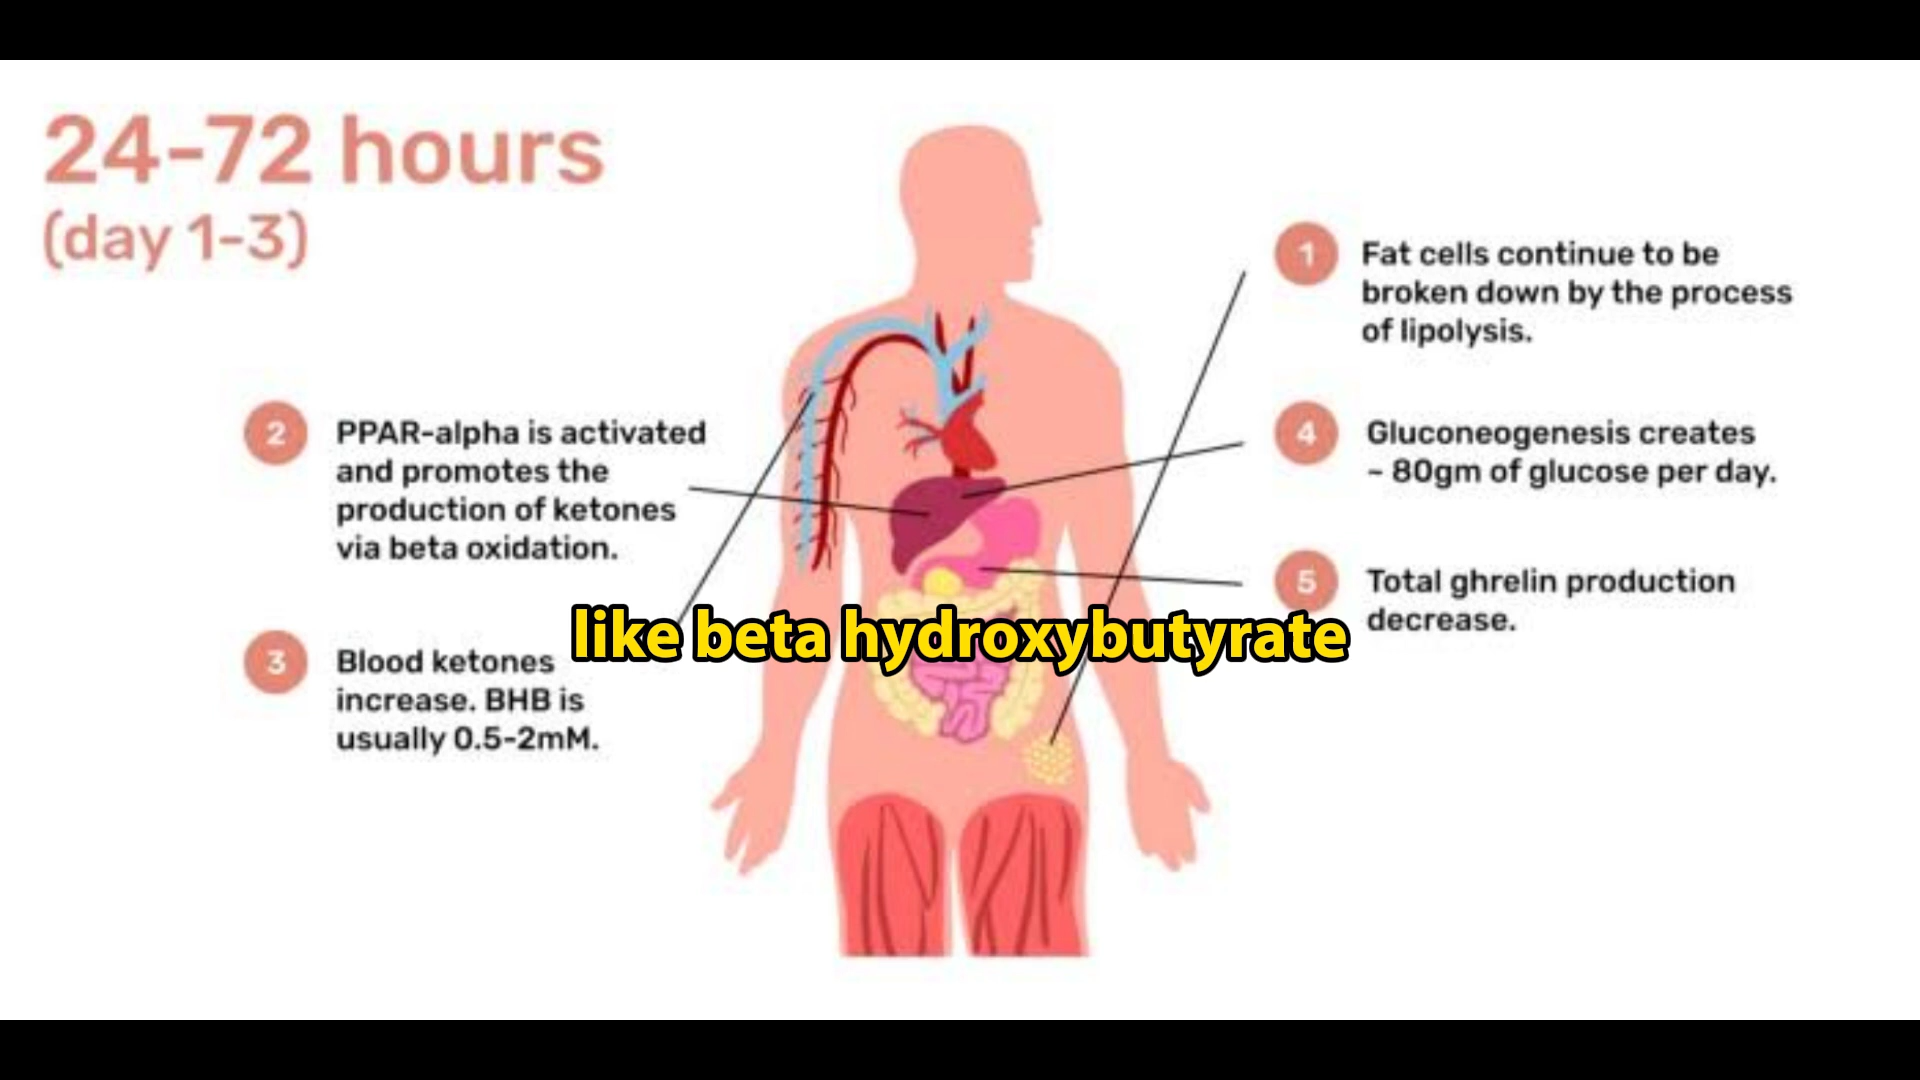 24-72 hours
(day 1-3)
1
Fat cells continue to be
broken down by the process
of lipolysis.
2
PPAR-alpha is activated
and promotes the
production of ketones
via beta oxidation.
3
Blood ketones
increase. BHB is
usually 0.5-2mM.
4
Gluconeogenesis creates
~ 80gm of glucose per day.
5
Total ghrelin production
decrease.
like beta hydroxybutyrate